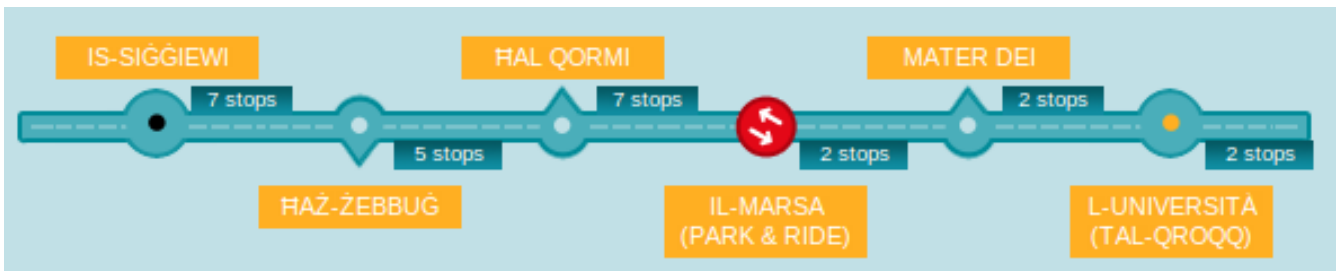 IS-SIĠĠIEWI
7 stops
ĦAŻ-ŻEBBUĠ
5 stops
ĦAL QORMI
7 stops
IL-MARSA
(PARK & RIDE)
2 stops
MATER DEI
2 stops
L-UNIVERSITÀ
(TAL-QROQQ)
2 stops